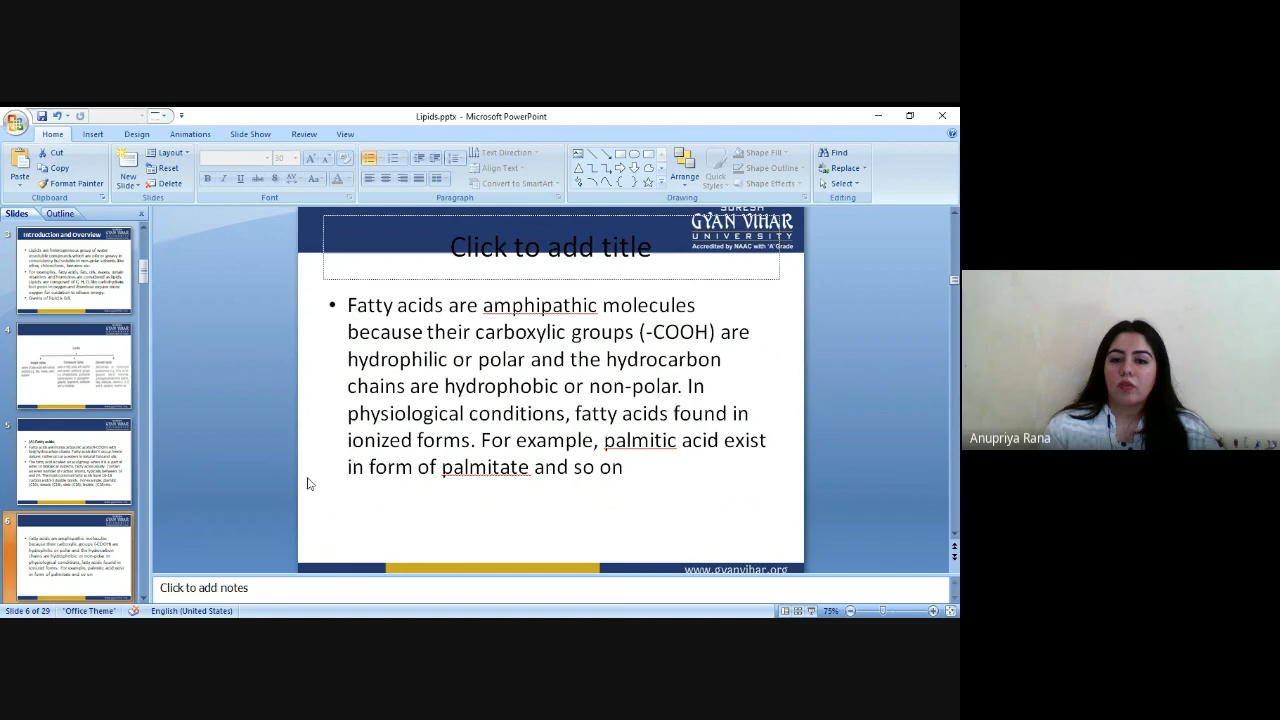 Lipids.pptx - Microsoft PowerPoint
Home Insert Design Animations Slide Show Review View
Paste
Cut
Copy
Format Painter
Clipboard
New Slide
Layout
Reset
Delete
Slides
30
Font
Text Direction
Align Text
Convert to SmartArt
Paragraph
Arrange
Quick Styles
Shape Fill
Shape Outline
Shape Effects
Drawing
Find
Replace
Select
Editing
Slides Outline
3
Introduction and Overview
4
5
6
SURESH
GYAN VIHAR
UNIVERSITY
Accredited by NAAC with 'A' Grade
Click to add title
• Fatty acids are amphipathic molecules
because their carboxylic groups (-COOH) are
hydrophilic or polar and the hydrocarbon
chains are hydrophobic or non-polar. In
physiological conditions, fatty acids found in
ionized forms. For example, palmitic acid exist
in form of palmitate and so on
www.gyanvihar.org
Click to add notes
Slide 6 of 29 "Office Theme" English (United States) 75%
Anupriya Rana